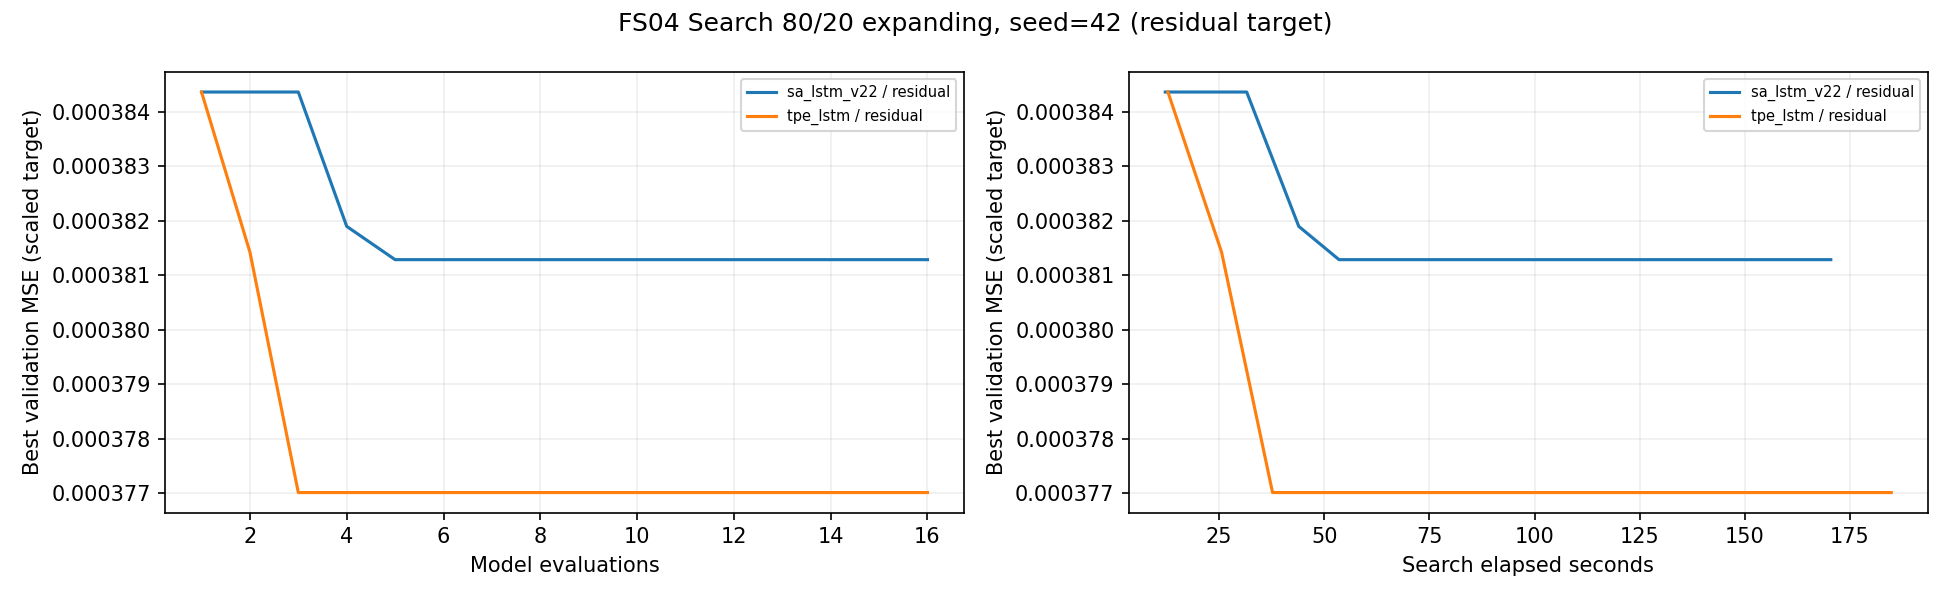 FS04 Search 80/20 expanding, seed=42 (residual target)
Best validation MSE (scaled target)
0.000384
0.000383
0.000382
0.000381
0.000380
0.000379
0.000378
0.000377
sa_lstm_v22 / residual
tpe_lstm / residual
2 4 6 8 10 12 14 16
Model evaluations
Best validation MSE (scaled target)
0.000384
0.000383
0.000382
0.000381
0.000380
0.000379
0.000378
0.000377
sa_lstm_v22 / residual
tpe_lstm / residual
25 50 75 100 125 150 175
Search elapsed seconds